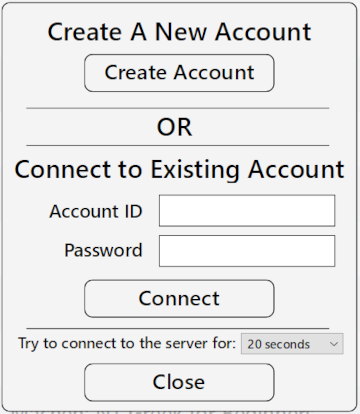 Create A New Account
Create Account
OR
Connect to Existing Account
Account ID
Password
Connect
Try to connect to the server for: 20 seconds
Close